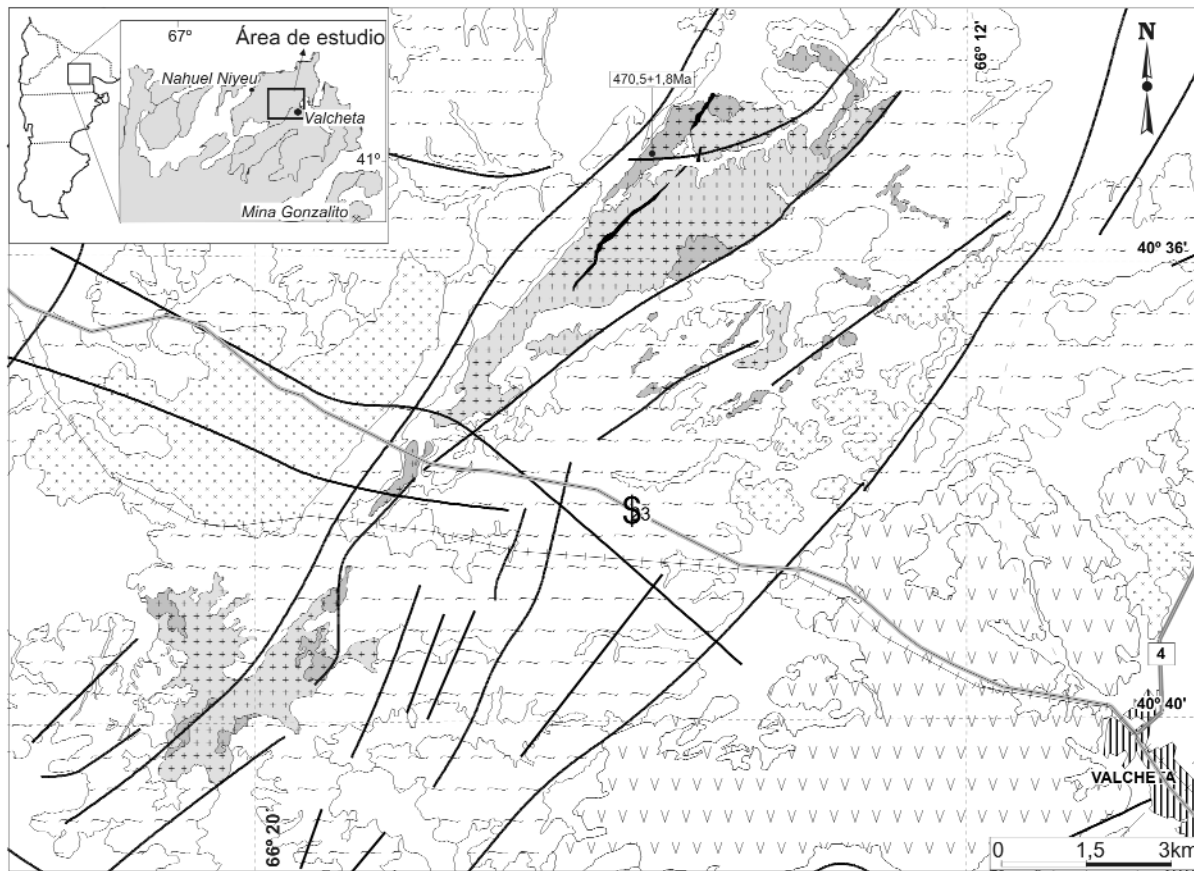 67º
Área de estudio
Nahuel Niyeu
Valcheta
41º
Mina Gonzalito
470,5+1,8Ma
66º 12'
N
40º 36'
$3
4
40º 40'
VALCHETA
66º 20'
0 1,5 3km